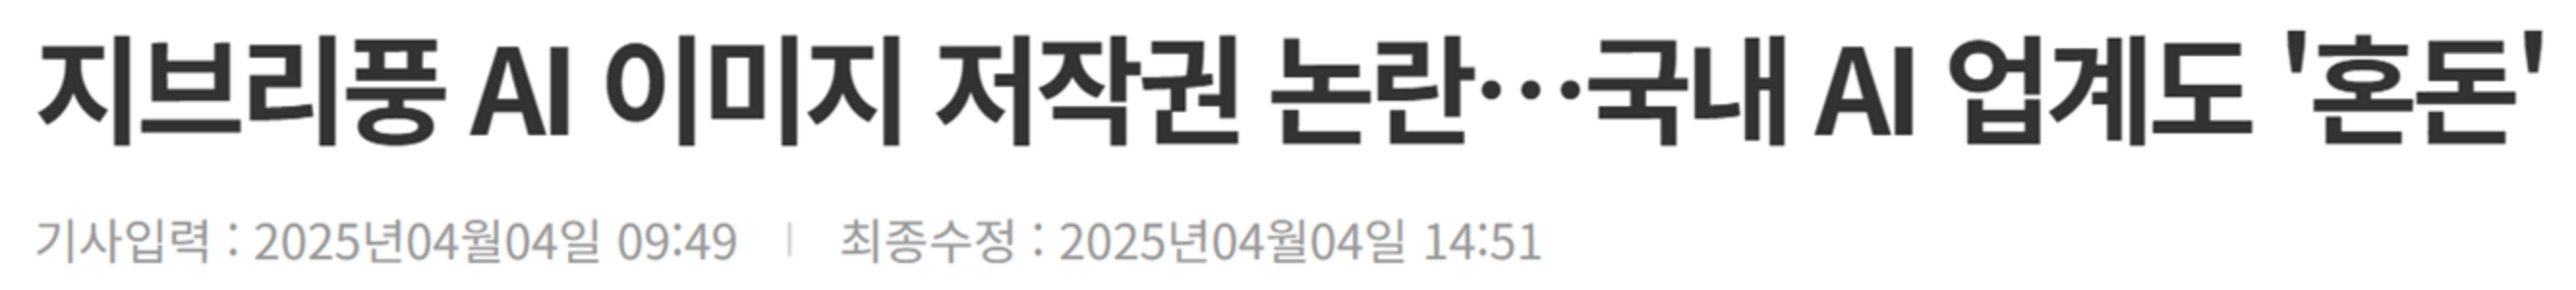 지브리풍 AI 이미지 저작권 논란···국내 AI 업계도 '혼돈'
기사입력 : 2025년04월04일 09:49 | 최종수정 : 2025년04월04일 14:51